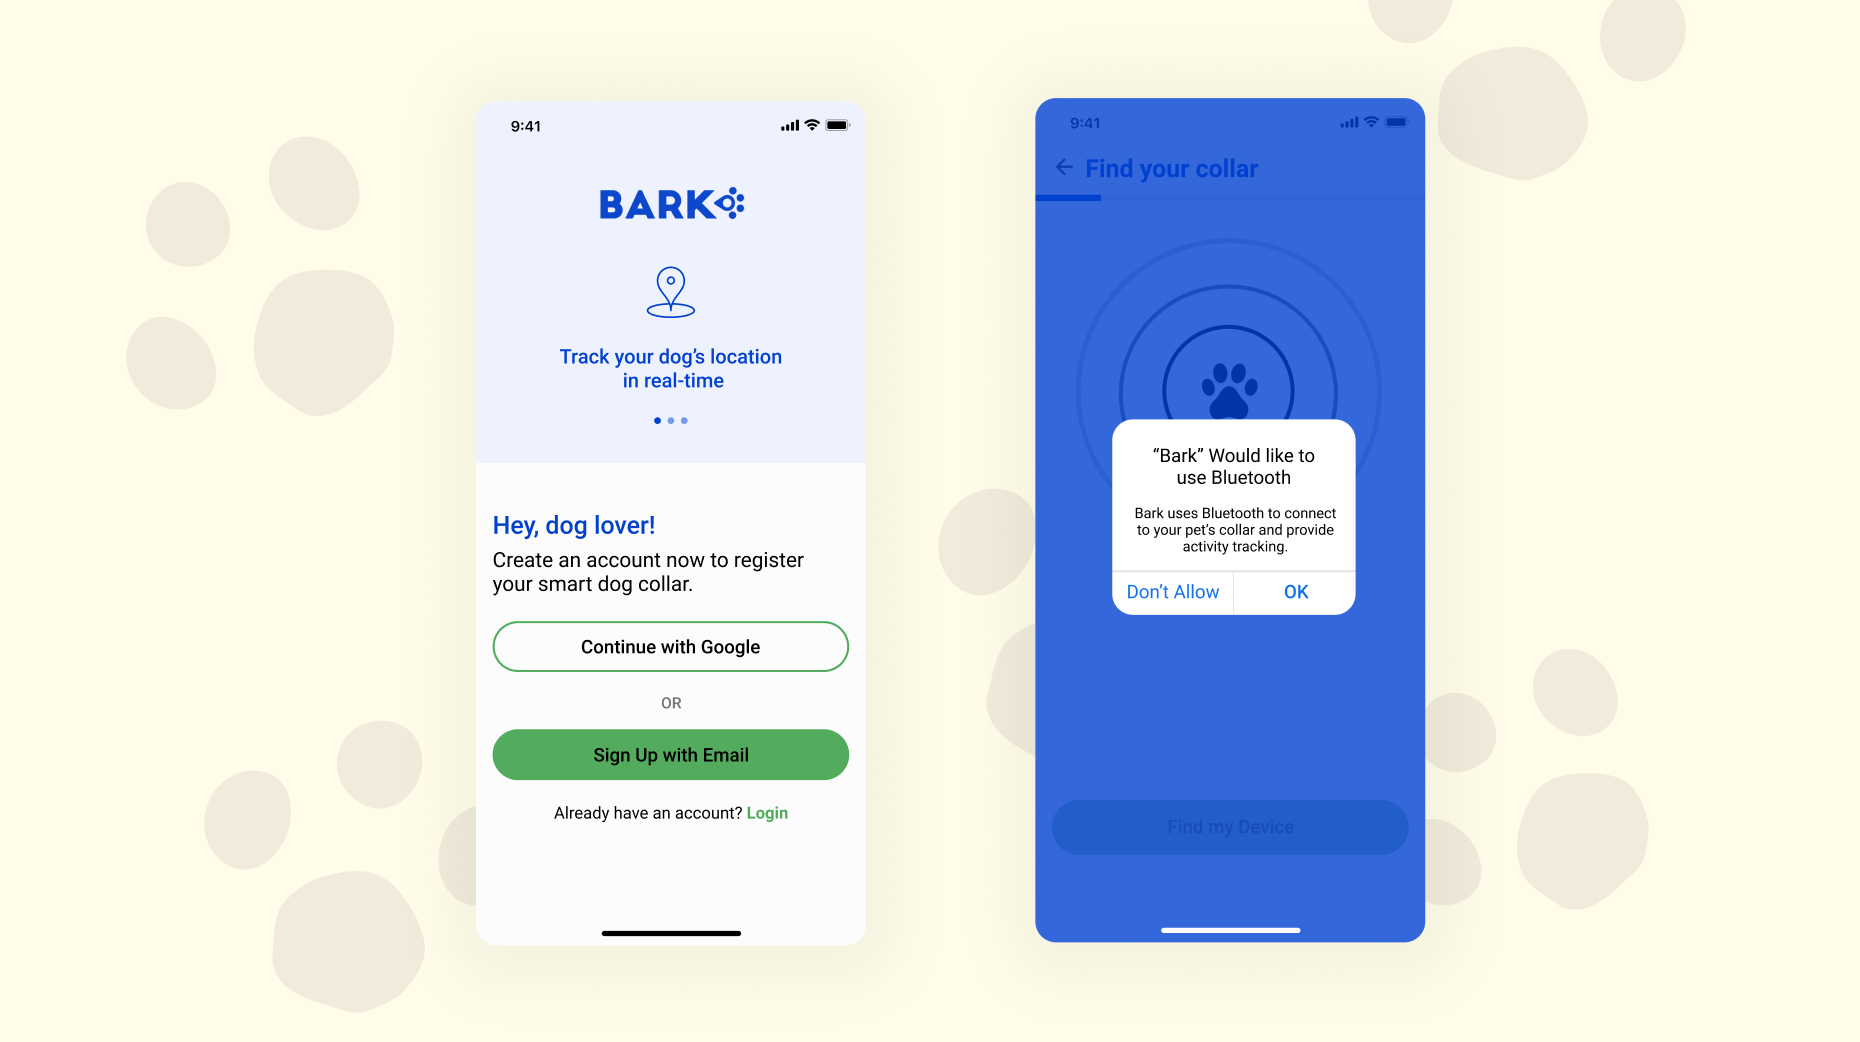 9:41
BARK
Track your dog’s location
in real-time
Hey, dog lover!
Create an account now to register
your smart dog collar.
Continue with Google
OR
Sign Up with Email
Already have an account? Login
9:41
Find your collar
“Bark” Would like to
use Bluetooth
Bark uses Bluetooth to connect
to your pet’s collar and provide
activity tracking.
Don’t Allow
OK
Find my Device